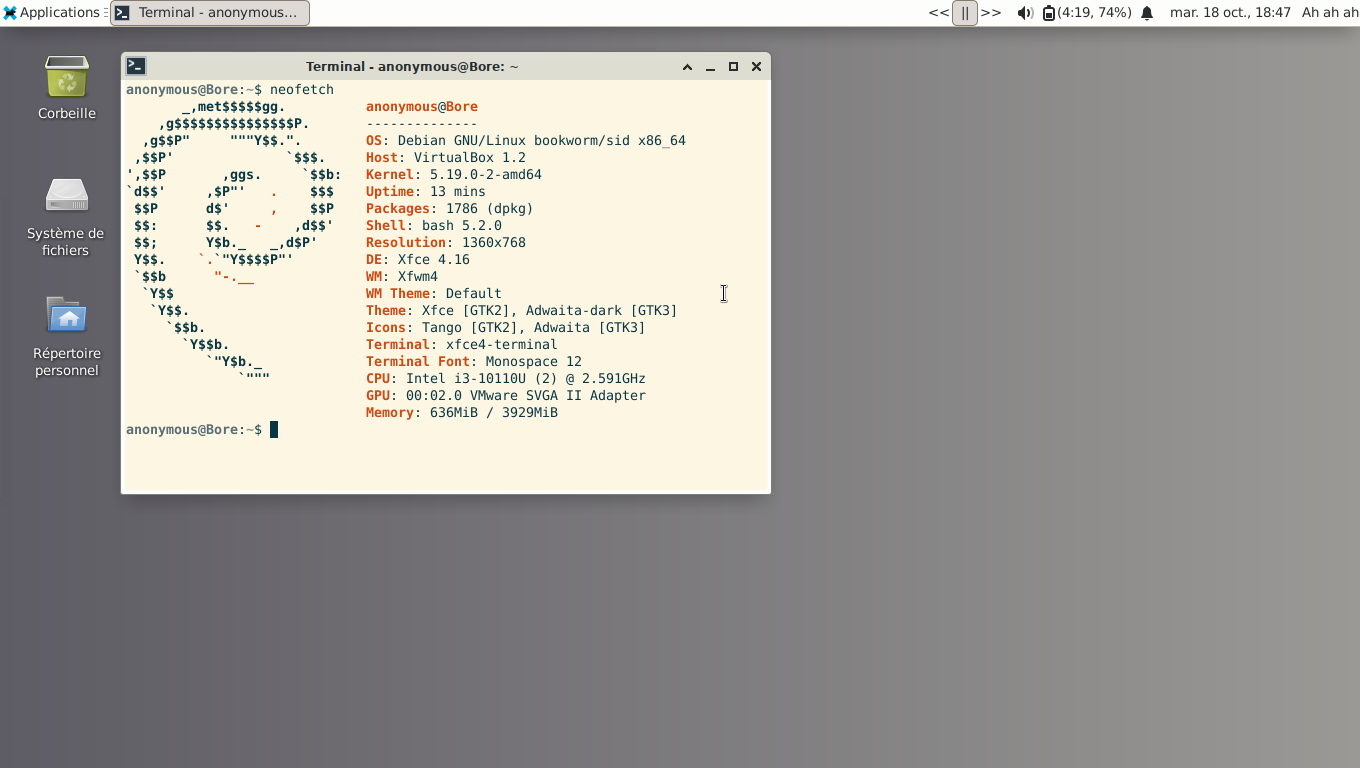 Applications
Terminal - anonymous...
<< || >>
(4:19, 74%)
mar. 18 oct., 18:47
Ah ah ah
Corbeille
Système de
fichiers
Répertoire
personnel
Terminal - anonymous@Bore: ~
anonymous@Bore:~$ neofetch
       _,met$$$$$gg.          anonymous@Bore
    ,g$$$$$$$$$$$$$$$P.       --------------
  ,g$$P"     """Y$$.".        OS: Debian GNU/Linux bookworm/sid x86_64
 ,$$P'              `$$$.     Host: VirtualBox 1.2
',$$P       ,ggs.     `$$b:   Kernel: 5.19.0-2-amd64
`d$$'     ,$P"'   .    $$$    Uptime: 13 mins
 $$P      d$'     ,    $$P    Packages: 1786 (dpkg)
 $$:      $$.   -    ,d$$'    Shell: bash 5.2.0
 $$;      Y$b._   _,d$P'      Resolution: 1360x768
 Y$$.    `.`"Y$$$$P"'         DE: Xfce 4.16
 `$$b      "-.__              WM: Xfwm4
  `Y$$                        WM Theme: Default
   `Y$$.                      Theme: Xfce [GTK2], Adwaita-dark [GTK3]
     `$$b.                    Icons: Tango [GTK2], Adwaita [GTK3]
       `Y$$b.                 Terminal: xfce4-terminal
          `"Y$b._             Terminal Font: Monospace 12
              `"""            CPU: Intel i3-10110U (2) @ 2.591GHz
                              GPU: 00:02.0 VMware SVGA II Adapter
                              Memory: 636MiB / 3929MiB
anonymous@Bore:~$